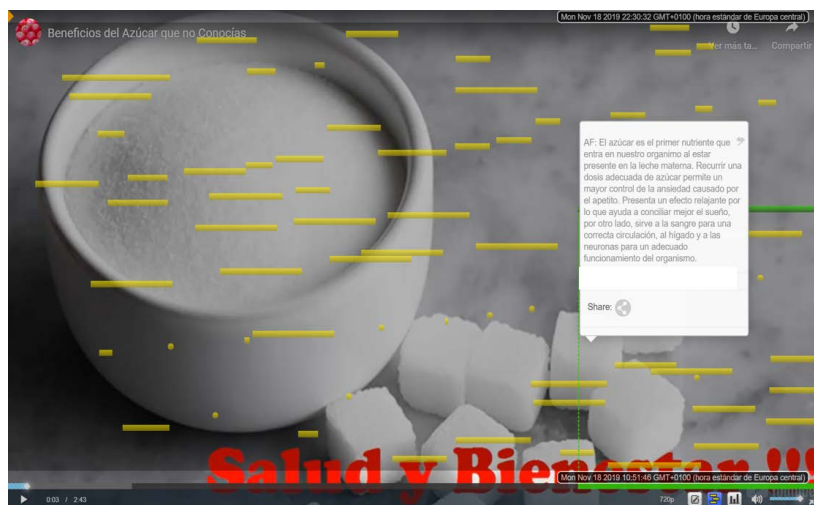 Mon Nov 18 2019 22:30:32 GMT+0100 (hora estándar de Europa central)
Beneficios del Azúcar que no Conocías
Ver más ta... Compartir
AF: El azúcar es el primer nutriente que
entra en nuestro organimo al estar
presente en la leche materna. Recurrir una
dosis adecuada de azúcar permite un
mayor control de la ansiedad causado por
el apetito. Presenta un efecto relajante por
lo que ayuda a conciliar mejor el sueño,
por otro lado, sirve a la sangre para una
correcta circulación, al hígado y a las
neuronas para un adecuado
funcionamiento del organismo.
Share:
Salud y Bienestar !!!
Mon Nov 18 2019 10:51:46 GMT+0100 (hora estándar de Europa central)
0:03 / 2:43
720p